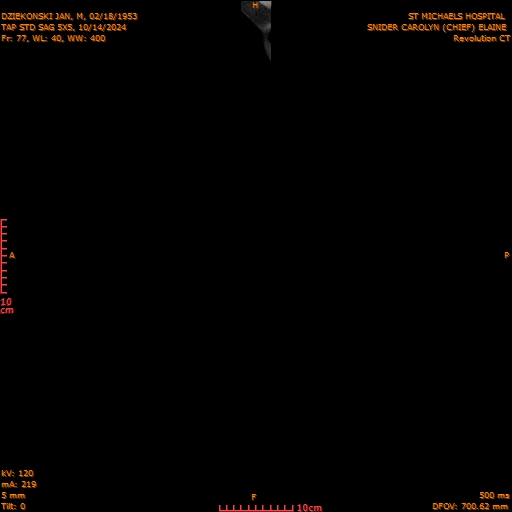 H
DZIEKONSKI JAN, M, 02/18/1953
TAP STD SAG 5X5, 10/14/2024
Fr: 77, WL: 40, WW: 400
ST MICHAELS HOSPITAL
SNIDER CAROLYN (CHIEF) ELAINE
Revolution CT
A
P
10
cm
kV: 120
mA: 219
5 mm
Tilt: 0
F
10cm
500 ms
DFOV: 700.62 mm